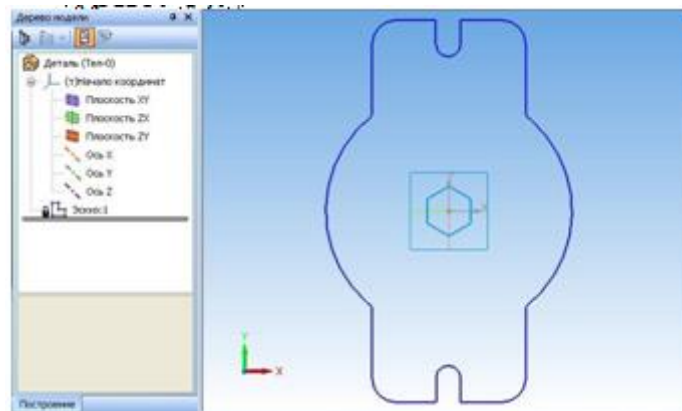 Дерево модели
Деталь (Тел-0)
(т)Начало координат
Плоскость XY
Плоскость ZX
Плоскость ZY
Ось X
Ось Y
Ось Z
Эскиз:1
Построение
Y
X